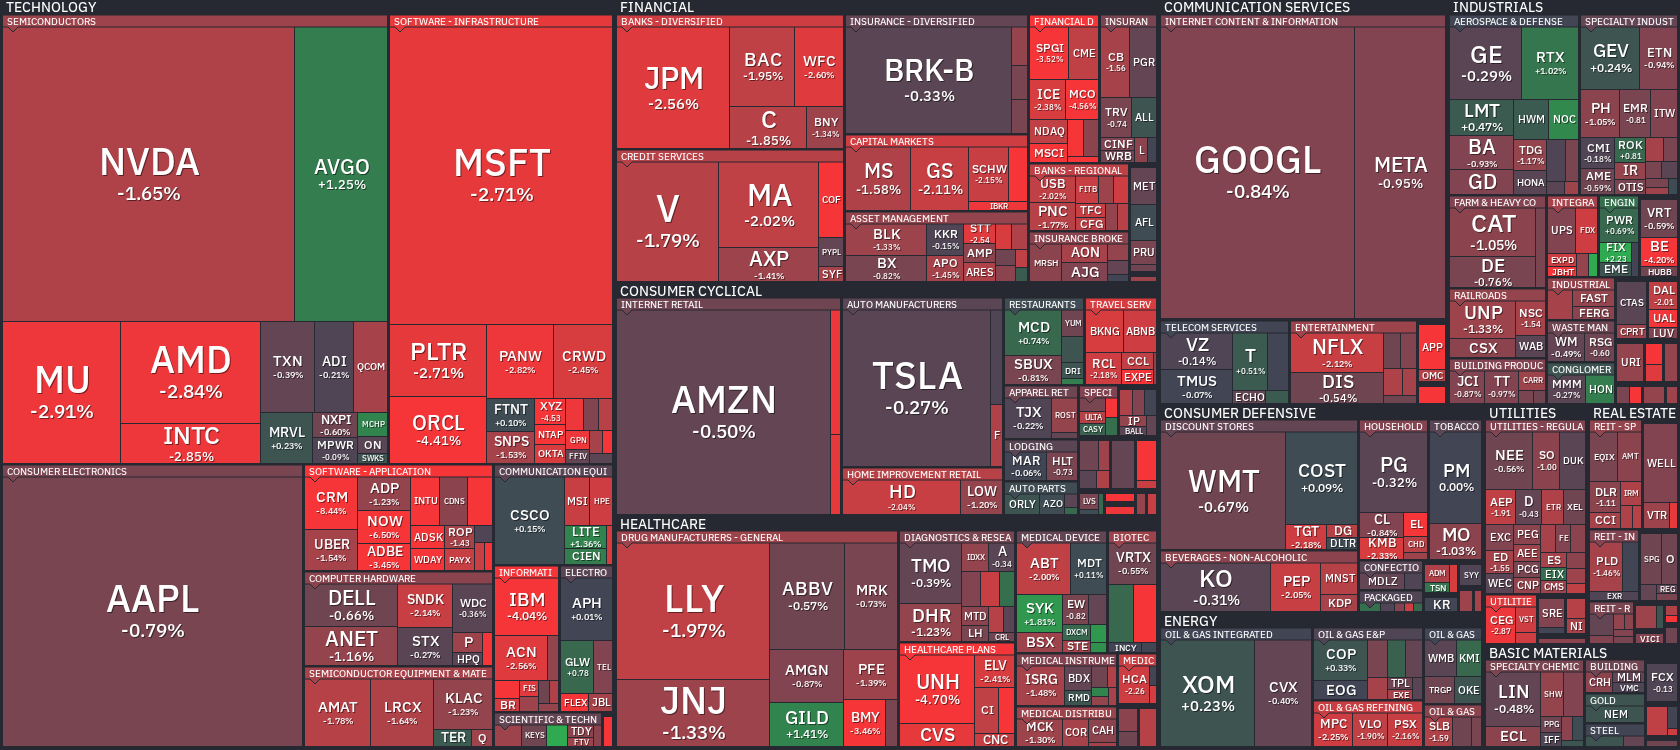 TECHNOLOGY
SEMICONDUCTORS
NVDA
-1.65%
AVGO
+1.25%
MU
-2.91%
AMD
-2.84%
INTC
-2.85%
TXN
-0.39%
ADI
-0.21%
QCOM
MRVL
+0.23%
NXPI
-0.60%
MCHP
MPWR
-0.09%
ON
SWKS
SOFTWARE - INFRASTRUCTURE
MSFT
-2.71%
PLTR
-2.71%
PANW
-2.82%
CRWD
-2.45%
ORCL
-4.41%
FTNT
+0.10%
XYZ
-4.53
SNPS
-1.53%
NTAP
GPN
OKTA
FFIV
CONSUMER ELECTRONICS
AAPL
-0.79%
SOFTWARE - APPLICATION
CRM
-8.44%
ADP
-1.23%
INTU
CDNS
NOW
-6.50%
UBER
-1.54%
ADBE
-3.45%
ADSK
ROP
-1.43
WDAY
PAYX
COMMUNICATION EQUI
CSCO
+0.15%
MSI
HPE
LITE
+1.36%
CIEN
COMPUTER HARDWARE
DELL
-0.66%
SNDK
-2.14%
WDC
-0.36%
ANET
-1.16%
STX
-0.27%
P
HPQ
INFORMATI
IBM
-4.04%
ACN
-2.56%
FIS
BR
ELECTRO
APH
+0.01%
GLW
+0.78
TEL
FLEX
JBL
SEMICONDUCTOR EQUIPMENT & MATE
AMAT
-1.78%
LRCX
-1.64%
KLAC
-1.23%
TER
Q
SCIENTIFIC & TECHN
KEYS
TDY
FTV
FINANCIAL
BANKS - DIVERSIFIED
JPM
-2.56%
BAC
-1.95%
WFC
-2.60%
C
-1.85%
BNY
-1.34%
CREDIT SERVICES
V
-1.79%
MA
-2.02%
COF
AXP
-1.41%
PYPL
SYF
INSURANCE - DIVERSIFIED
BRK-B
-0.33%
CAPITAL MARKETS
MS
-1.58%
GS
-2.11%
SCHW
-2.15%
IBKR
ASSET MANAGEMENT
BLK
-1.33%
KKR
-0.15%
STT
-2.54
BX
-0.82%
APO
-1.45%
AMP
ARES
FINANCIAL D
SPGI
-3.52%
CME
ICE
-2.38%
MCO
-4.56%
NDAQ
MSCI
INSURAN
CB
-1.56
PGR
TRV
-0.74
ALL
CINF
WRB
L
BANKS - REGIONAL
USB
-2.02%
FITB
PNC
-1.77%
TFC
CFG
MET
AFL
PRU
INSURANCE BROKE
MRSH
AON
AJG
CONSUMER CYCLICAL
INTERNET RETAIL
AMZN
-0.50%
AUTO MANUFACTURERS
TSLA
-0.27%
F
HOME IMPROVEMENT RETAIL
HD
-2.04%
LOW
-1.20%
RESTAURANTS
MCD
+0.74%
YUM
SBUX
-0.81%
DRI
TRAVEL SERV
BKNG
ABNB
RCL
-2.18%
CCL
EXPE
APPAREL RET
TJX
-0.22%
ROST
SPECI
ULTA
CASY
IP
BALL
LODGING
MAR
-0.06%
HLT
-0.73
AUTO PARTS
ORLY
AZO
LVS
HEALTHCARE
DRUG MANUFACTURERS - GENERAL
LLY
-1.97%
JNJ
-1.33%
ABBV
-0.57%
MRK
-0.73%
AMGN
-0.87%
PFE
-1.39%
GILD
+1.41%
BMY
-3.46%
DIAGNOSTICS & RESEA
TMO
-0.39%
IDXX
A
-0.34
DHR
-1.23%
MTD
LH
CRL
HEALTHCARE PLANS
UNH
-4.70%
ELV
-2.41%
CI
CVS
CNC
MEDICAL DEVICE
ABT
-2.00%
MDT
+0.11%
SYK
+1.81%
EW
-0.82
BSX
DXCM
STE
BIOTEC
VRTX
-0.55%
INCY
MEDICAL INSTRUME
ISRG
-1.48%
BDX
RMD
MEDIC
HCA
-2.26
MEDICAL DISTRIBU
MCK
-1.30%
COR
CAH
COMMUNICATION SERVICES
INTERNET CONTENT & INFORMATION
GOOGL
-0.84%
META
-0.95%
TELECOM SERVICES
VZ
-0.14%
T
+0.51%
TMUS
-0.07%
ECHO
ENTERTAINMENT
NFLX
-2.12%
DIS
-0.54%
APP
OMC
INDUSTRIALS
AEROSPACE & DEFENSE
GE
-0.29%
RTX
+1.02%
LMT
+0.47%
HWM
NOC
BA
-0.93%
TDG
-1.17%
GD
HONA
SPECIALTY INDUST
GEV
+0.24%
ETN
-0.94%
PH
-1.05%
EMR
-0.81
ITW
CMI
-0.18%
ROK
+0.81
AME
-0.59%
IR
OTIS
FARM & HEAVY CO
CAT
-1.05%
DE
-0.76%
INTEGRA
UPS
FDX
EXPD
JBHT
ENGIN
PWR
+0.69%
FIX
+2.23
EME
VRT
-0.59%
BE
-4.20%
HUBB
RAILROADS
UNP
-1.33%
NSC
-1.54
CSX
WAB
INDUSTRIAL
FAST
FERG
CTAS
CPRT
DAL
-2.01
UAL
LUV
WASTE MAN
WM
-0.49%
RSG
-0.60
URI
BUILDING PRODUC
JCI
-0.87%
TT
-0.97%
CARR
CONGLOMER
MMM
-0.27%
HON
CONSUMER DEFENSIVE
DISCOUNT STORES
WMT
-0.67%
COST
+0.09%
TGT
-2.18%
DG
DLTR
HOUSEHOLD
PG
-0.32%
CL
-0.84%
EL
KMB
-2.33%
CHD
TOBACCO
PM
0.00%
MO
-1.03%
BEVERAGES - NON-ALCOHOLIC
KO
-0.31%
PEP
-2.05%
MNST
KDP
CONFECTIO
MDLZ
PACKAGED
ADM
TSN
SYY
KR
ENERGY
OIL & GAS INTEGRATED
XOM
+0.23%
CVX
-0.40%
OIL & GAS E&P
COP
+0.33%
EOG
TPL
EXE
OIL & GAS REFINING
MPC
-2.25%
VLO
-1.90%
PSX
-2.16%
OIL & GAS
WMB
KMI
TRGP
OKE
OIL & GAS
SLB
-1.59
UTILITIES
UTILITIES - REGULA
NEE
-0.56%
SO
-1.00
DUK
AEP
-1.91
D
-0.43
ETR
XEL
EXC
PEG
FE
ED
-1.55
AEE
ES
PCG
EIX
WEC
CNP
CMS
UTILITIE
CEG
-2.87
VST
SRE
NI
REAL ESTATE
REIT - SP
EQIX
AMT
DLR
-1.11
IRM
CCI
WELL
VTR
REIT - IN
PLD
-1.46%
EXR
SPG
O
REG
REIT - R
VICI
BASIC MATERIALS
SPECIALTY CHEMIC
LIN
-0.48%
SHW
ECL
PPG
IFF
BUILDING
CRH
MLM
VMC
FCX
-0.13
GOLD
NEM
STEEL